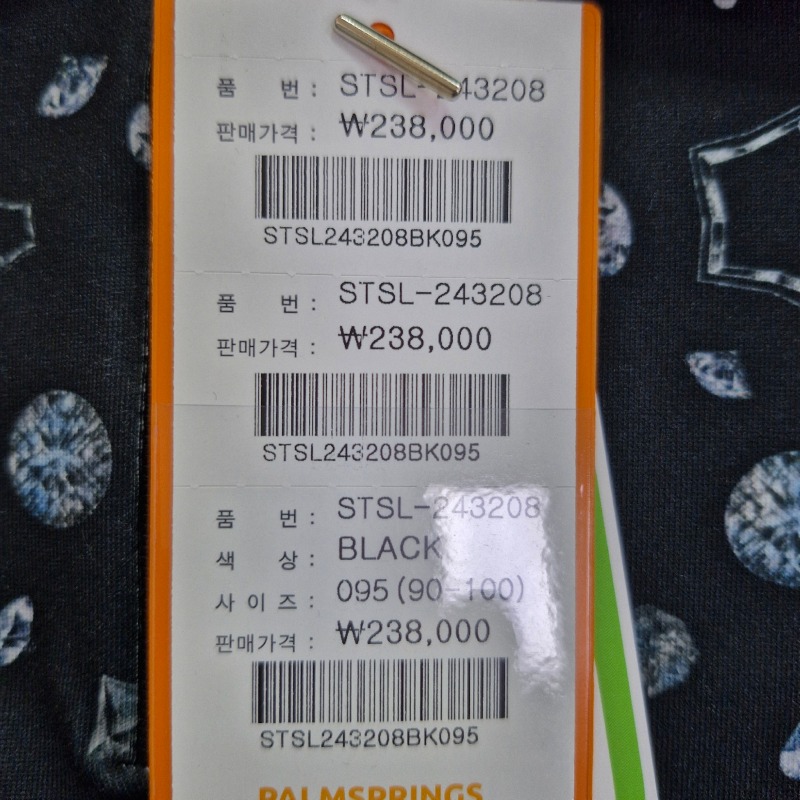 품 번 : STSL-243208
판매가격 : ₩238,000
STSL243208BK095
품 번 : STSL-243208
판매가격 : ₩238,000
STSL243208BK095
품 번 : STSL-243208
색 상 : BLACK
사 이 즈 : 095(90-100)
판매가격 : ₩238,000
STSL243208BK095
PALMSPRINGS